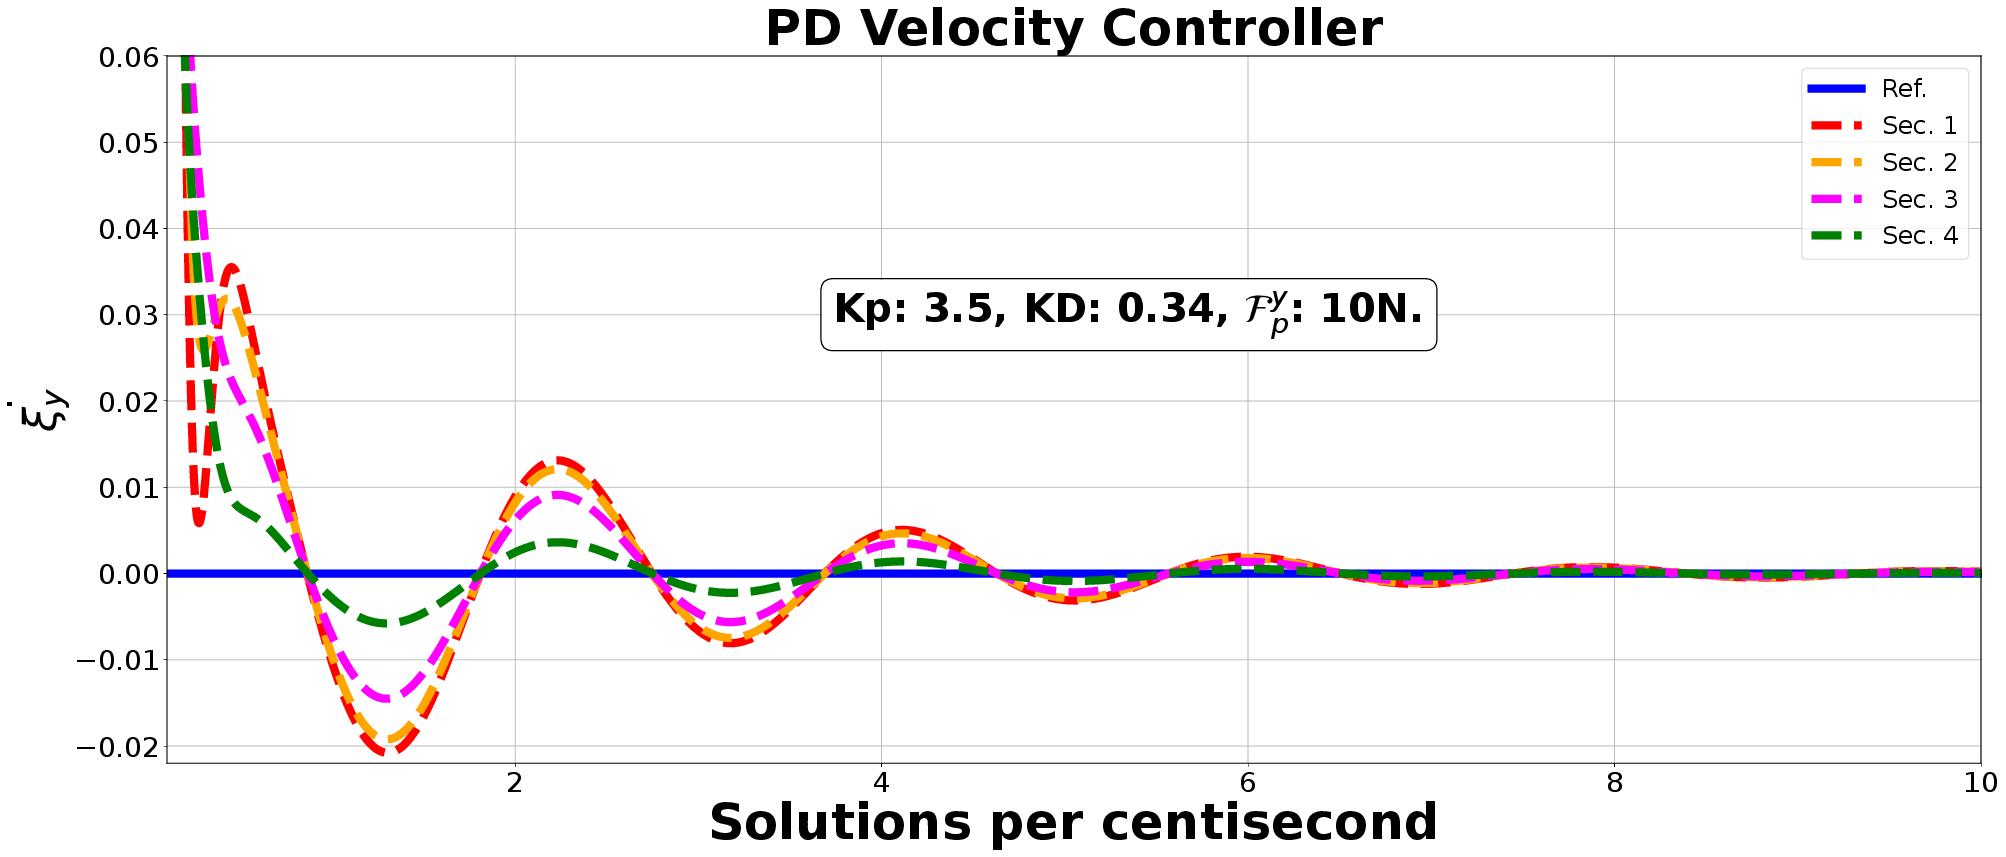 PD Velocity Controller
0.06
0.05
0.04
0.03
0.02
0.01
0.00
−0.01
−0.02
ξ̇_y
Ref.
Sec. 1
Sec. 2
Sec. 3
Sec. 4
Kp: 3.5, KD: 0.34, ℱ_p^y: 10N.
2 4 6 8 10
Solutions per centisecond